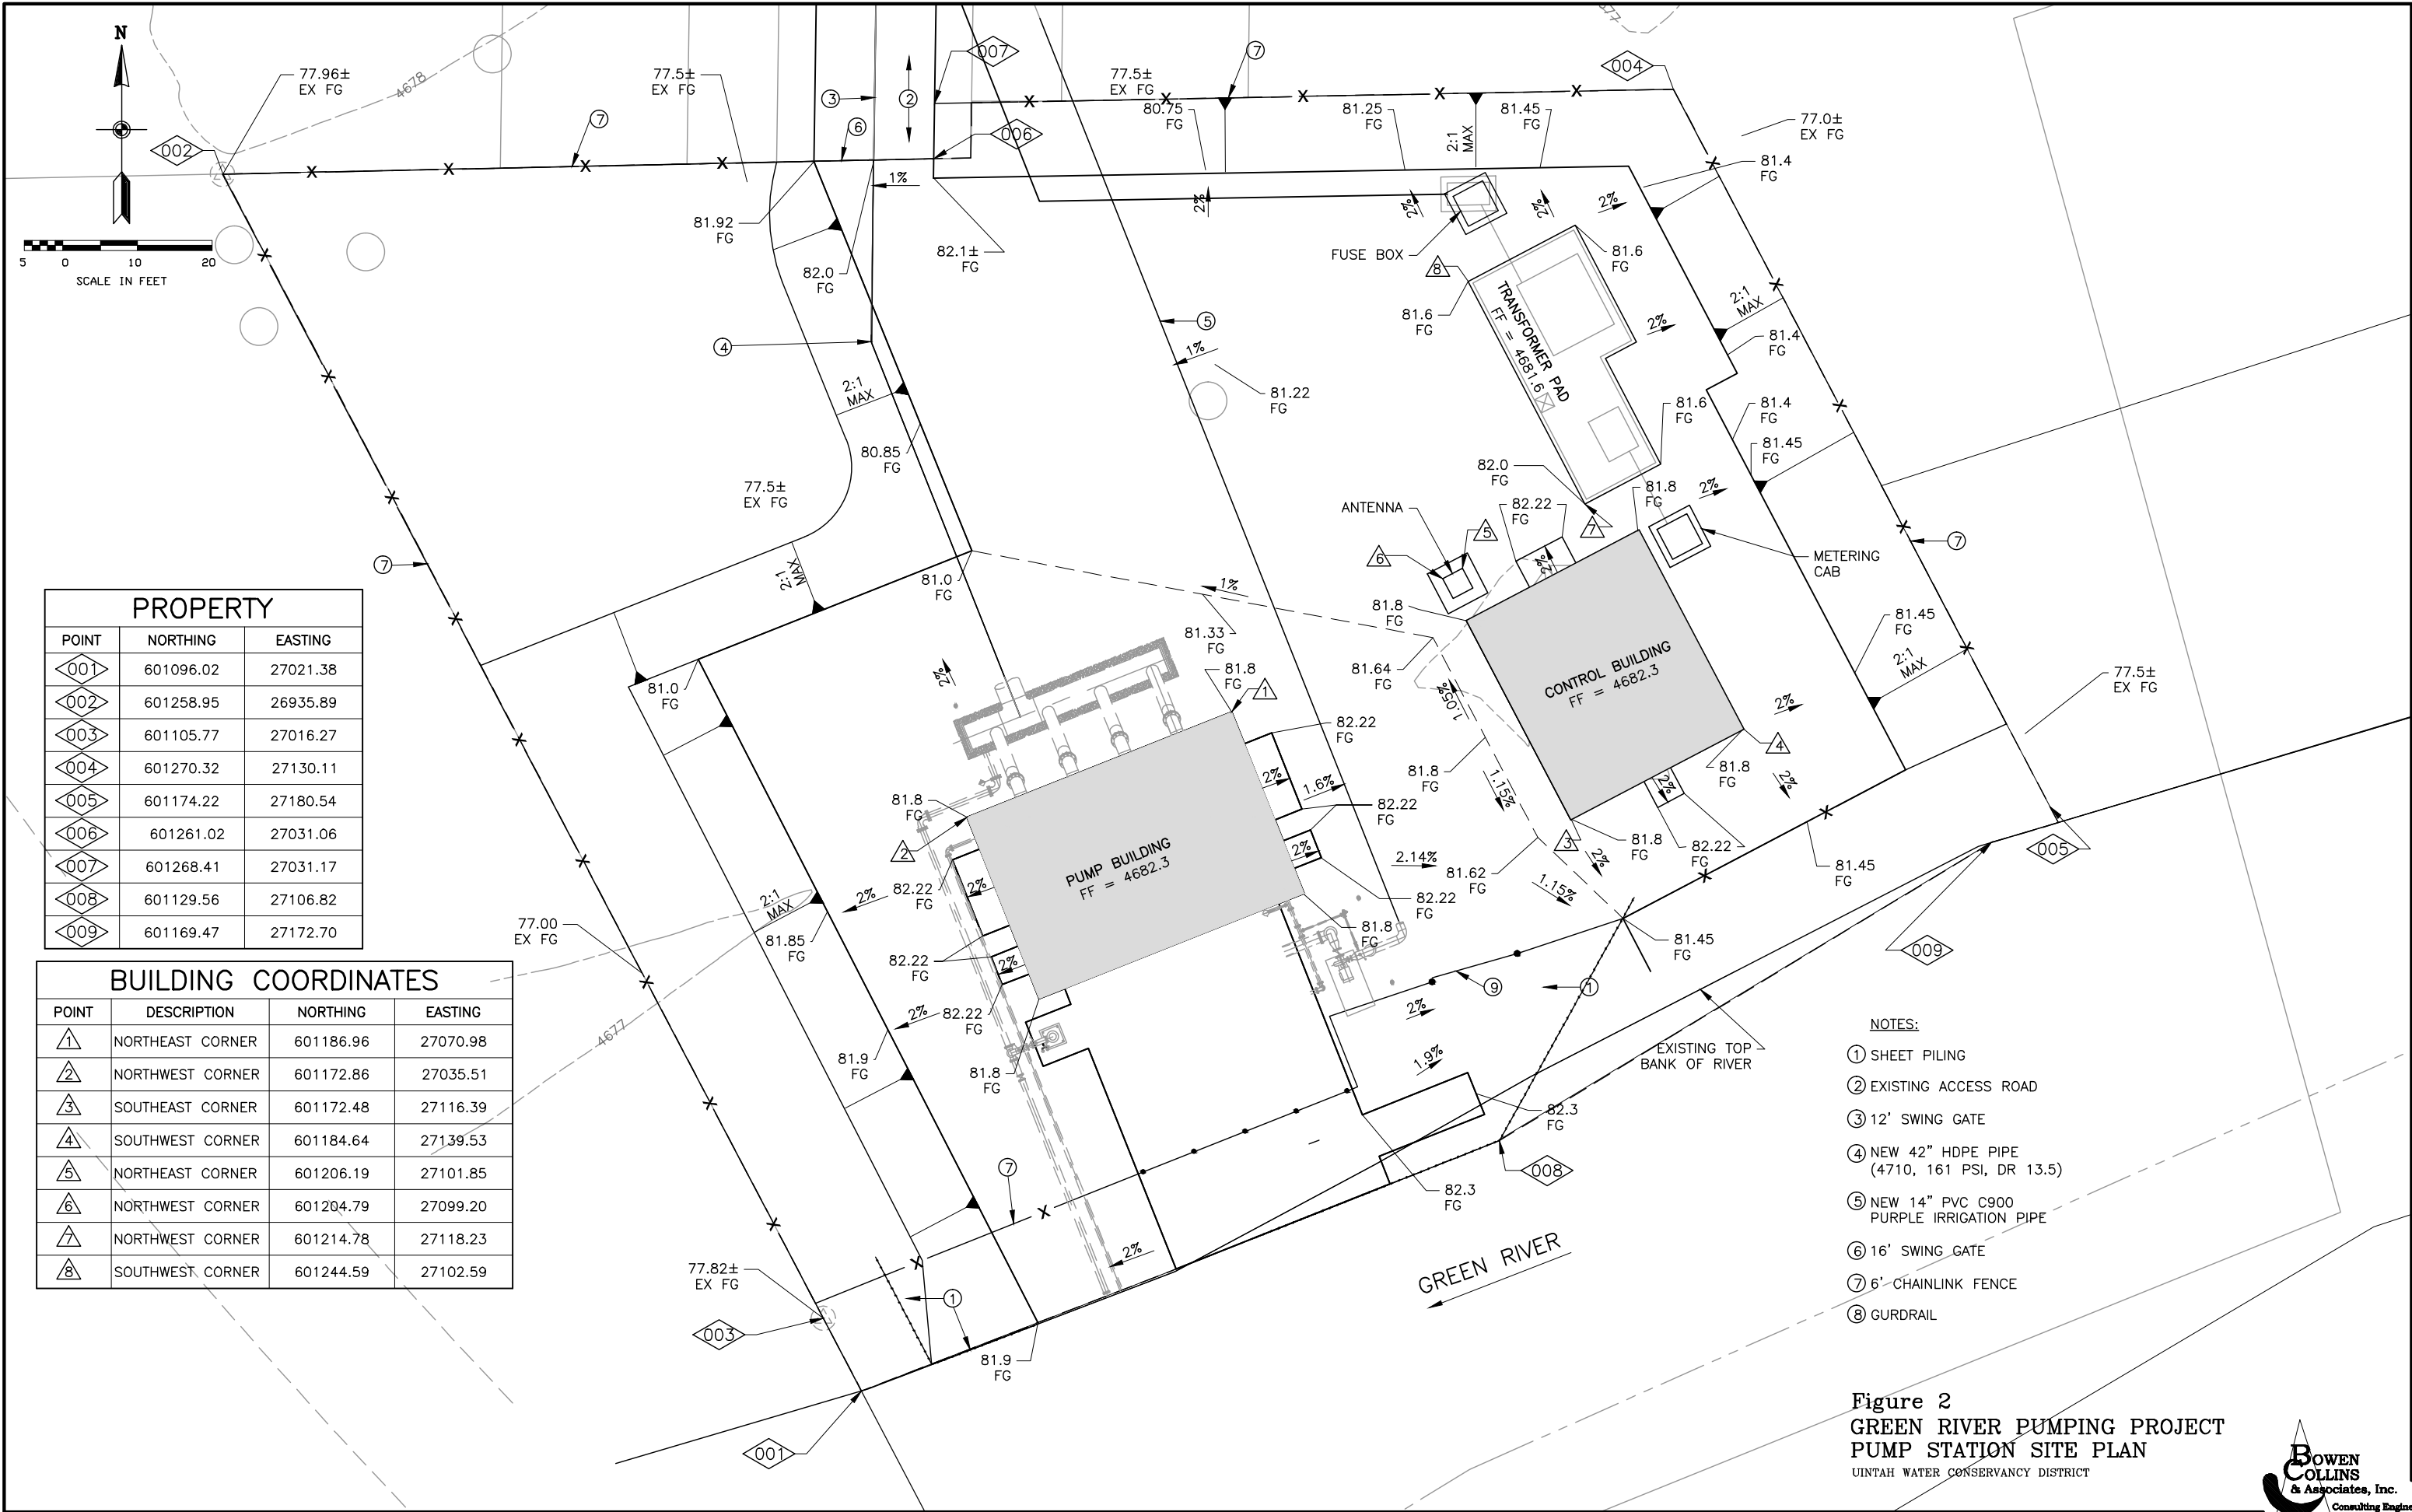 N
5 0 10 20
SCALE IN FEET
002
77.96±
EX FG
4678
7
77.5±
EX FG
3
2
6
007
006
77.5±
EX FG
7
80.75
FG
81.25
FG
2:1
MAX
81.45
FG
004
77.0±
EX FG
81.4
FG
4677
81.92
FG
82.0
FG
1%
82.1±
FG
2%
2%
2%
2%
FUSE BOX
8
81.6
FG
81.6
FG
TRANSFORMER PAD
FF = 4681.6
2%
2:1
MAX
81.4
FG
4
2:1
MAX
5
1%
81.22
FG
80.85
FG
81.6
FG
81.4
FG
81.45
FG
82.0
FG
81.8
FG
2%
77.5±
EX FG
ANTENNA
5
6
82.22
FG
7
2%
METERING
CAB
7
7
2:1
MAX
81.0
FG
1%
81.33
FG
81.8
FG
81.64
FG
CONTROL BUILDING
FF = 4682.3
81.45
FG
2:1
MAX
77.5±
EX FG
PROPERTY
POINT NORTHING EASTING
001 601096.02 27021.38
002 601258.95 26935.89
003 601105.77 27016.27
004 601270.32 27130.11
005 601174.22 27180.54
006 601261.02 27031.06
007 601268.41 27031.17
008 601129.56 27106.82
009 601169.47 27172.70
81.0
FG
2%
81.8
FG
1
1.05%
82.22
FG
2%
1.6%
81.8
FG
1.15%
81.8
FG
4
2%
2%
2%
81.8
FG
2
PUMP BUILDING
FF = 4682.3
82.22
FG
2%
2.14%
81.62
FG
3
81.8
FG
82.22
FG
2%
1.15%
81.45
FG
005
2:1
MAX
2%
82.22
FG
2%
77.00
EX FG
81.85
FG
82.22
FG
2%
82.22
FG
81.8
FG
81.45
FG
009
BUILDING COORDINATES
POINT DESCRIPTION NORTHING EASTING
1 NORTHEAST CORNER 601186.96 27070.98
2 NORTHWEST CORNER 601172.86 27035.51
3 SOUTHEAST CORNER 601172.48 27116.39
4 SOUTHWEST CORNER 601184.64 27139.53
5 NORTHEAST CORNER 601206.19 27101.85
6 NORTHWEST CORNER 601204.79 27099.20
7 NORTHWEST CORNER 601214.78 27118.23
8 SOUTHWEST CORNER 601244.59 27102.59
4677
2%
82.22
FG
81.9
FG
81.8
FG
2%
9
1
1.9%
EXISTING TOP
BANK OF RIVER
82.3
FG
008
82.3
FG
7
2%
77.82±
EX FG
1
003
81.9
FG
001
GREEN RIVER
NOTES:
1 SHEET PILING
2 EXISTING ACCESS ROAD
3 12' SWING GATE
4 NEW 42" HDPE PIPE
(4710, 161 PSI, DR 13.5)
5 NEW 14" PVC C900
PURPLE IRRIGATION PIPE
6 16' SWING GATE
7 6' CHAINLINK FENCE
8 GURDRAIL
Figure 2
GREEN RIVER PUMPING PROJECT
PUMP STATION SITE PLAN
UINTAH WATER CONSERVANCY DISTRICT
BOWEN
COLLINS
& Associates, Inc.
Consulting